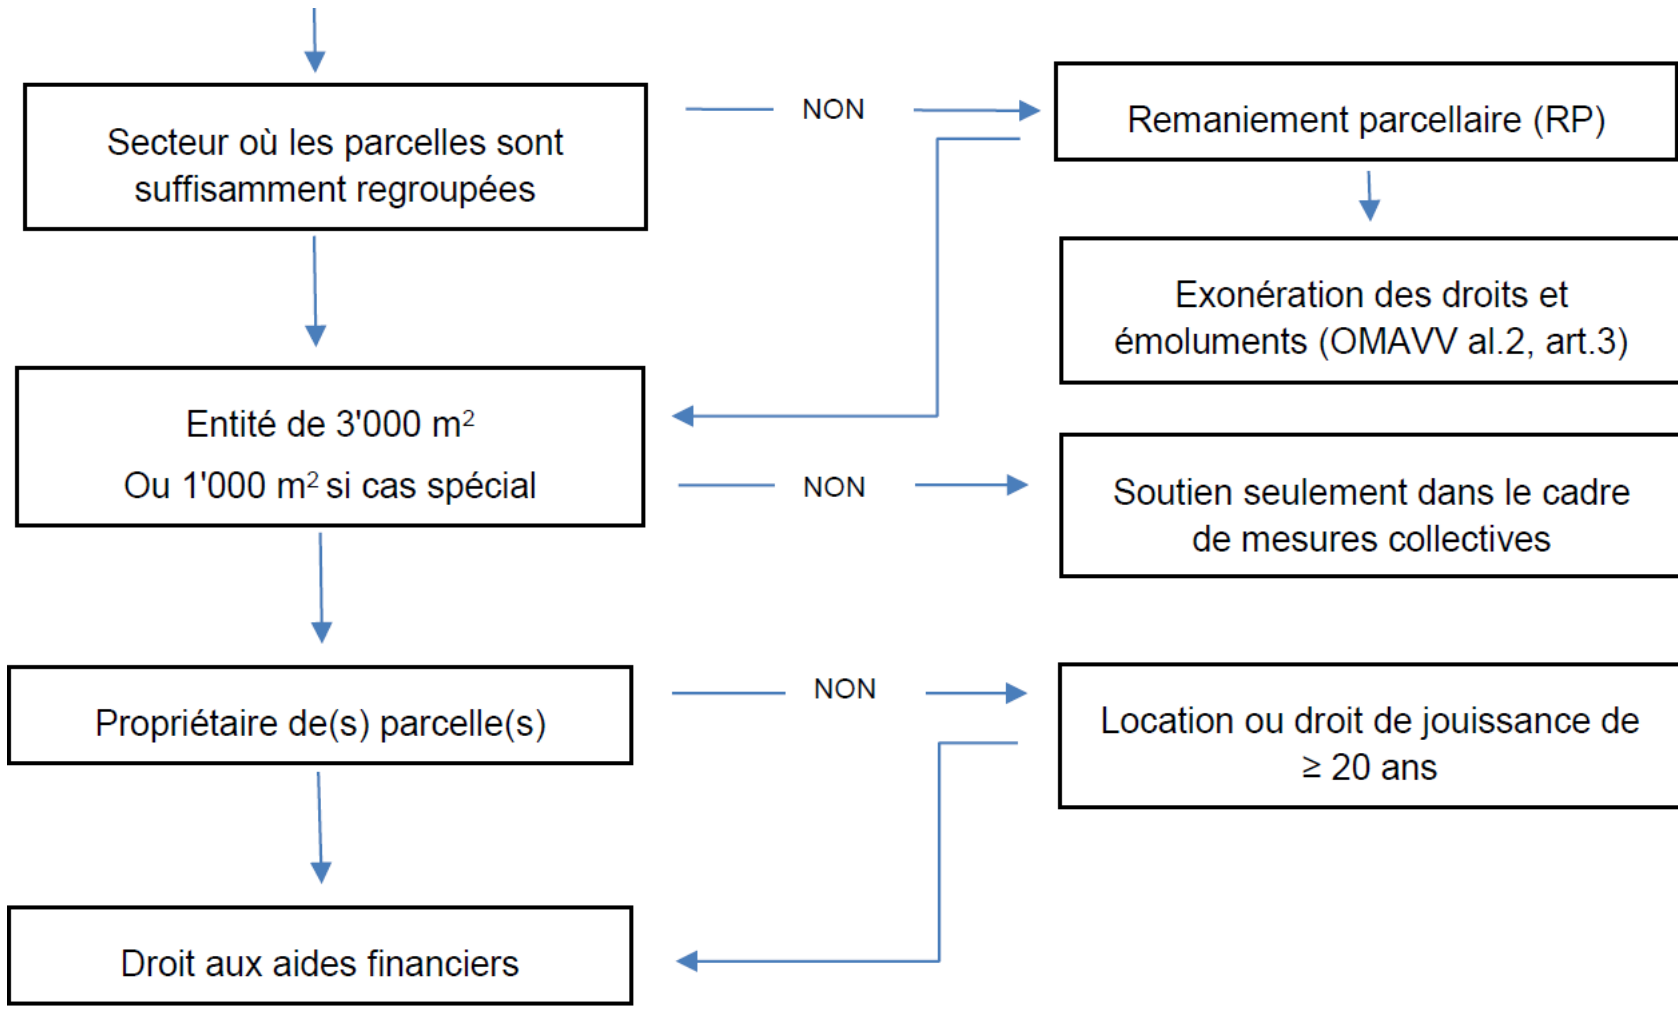 Secteur où les parcelles sont
suffisamment regroupées
NON
Remaniement parcellaire (RP)
Exonération des droits et
émoluments (OMAVV al.2, art.3)
Entité de 3'000 m²
Ou 1'000 m² si cas spécial
NON
Soutien seulement dans le cadre
de mesures collectives
Propriétaire de(s) parcelle(s)
NON
Location ou droit de jouissance de
≥ 20 ans
Droit aux aides financiers